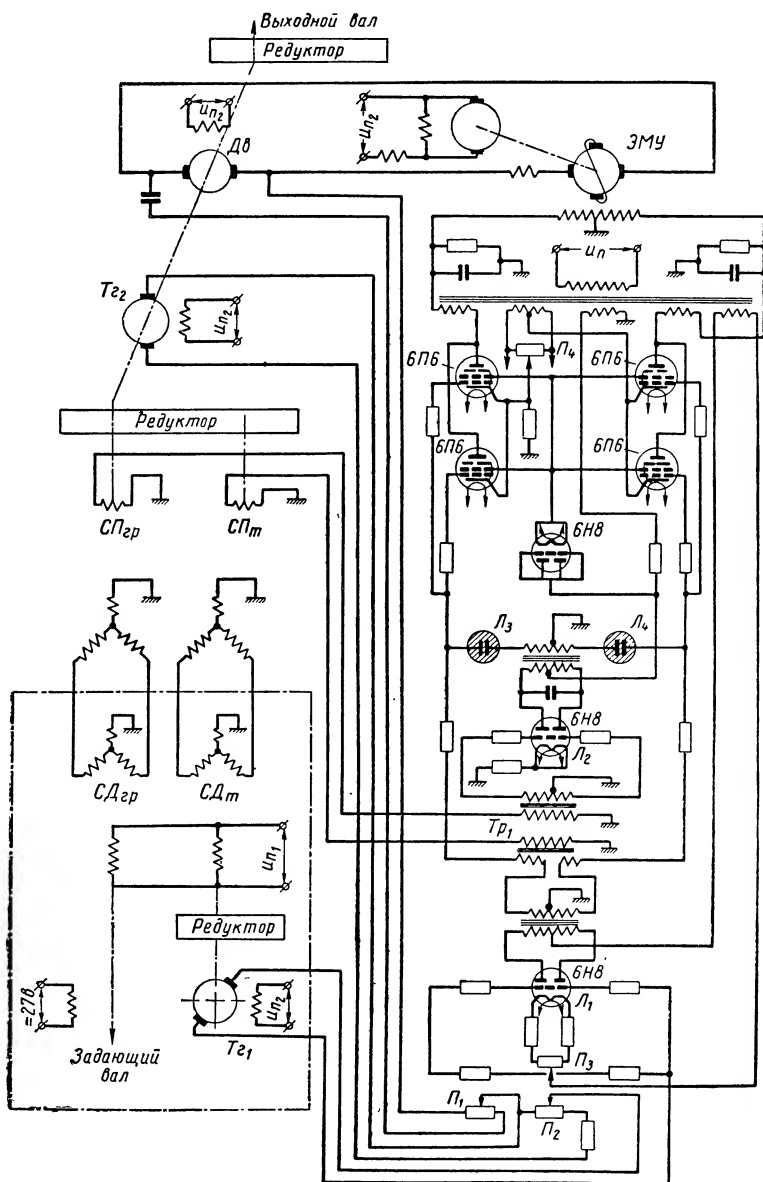 Выходной вал
Редуктор
uп2
Дв
uп2
ЭМУ
uп
Тг2
uп2
6П6
П4
6П6
6П6
6П6
Редуктор
СПгр
СПт
6Н8
Л3
Л4
6Н8
Л2
СДгр
СДт
Тр1
uп1
Редуктор
=27в
uп2
Тг1
Задающий
вал
6Н8
Л1
П3
П1
П2